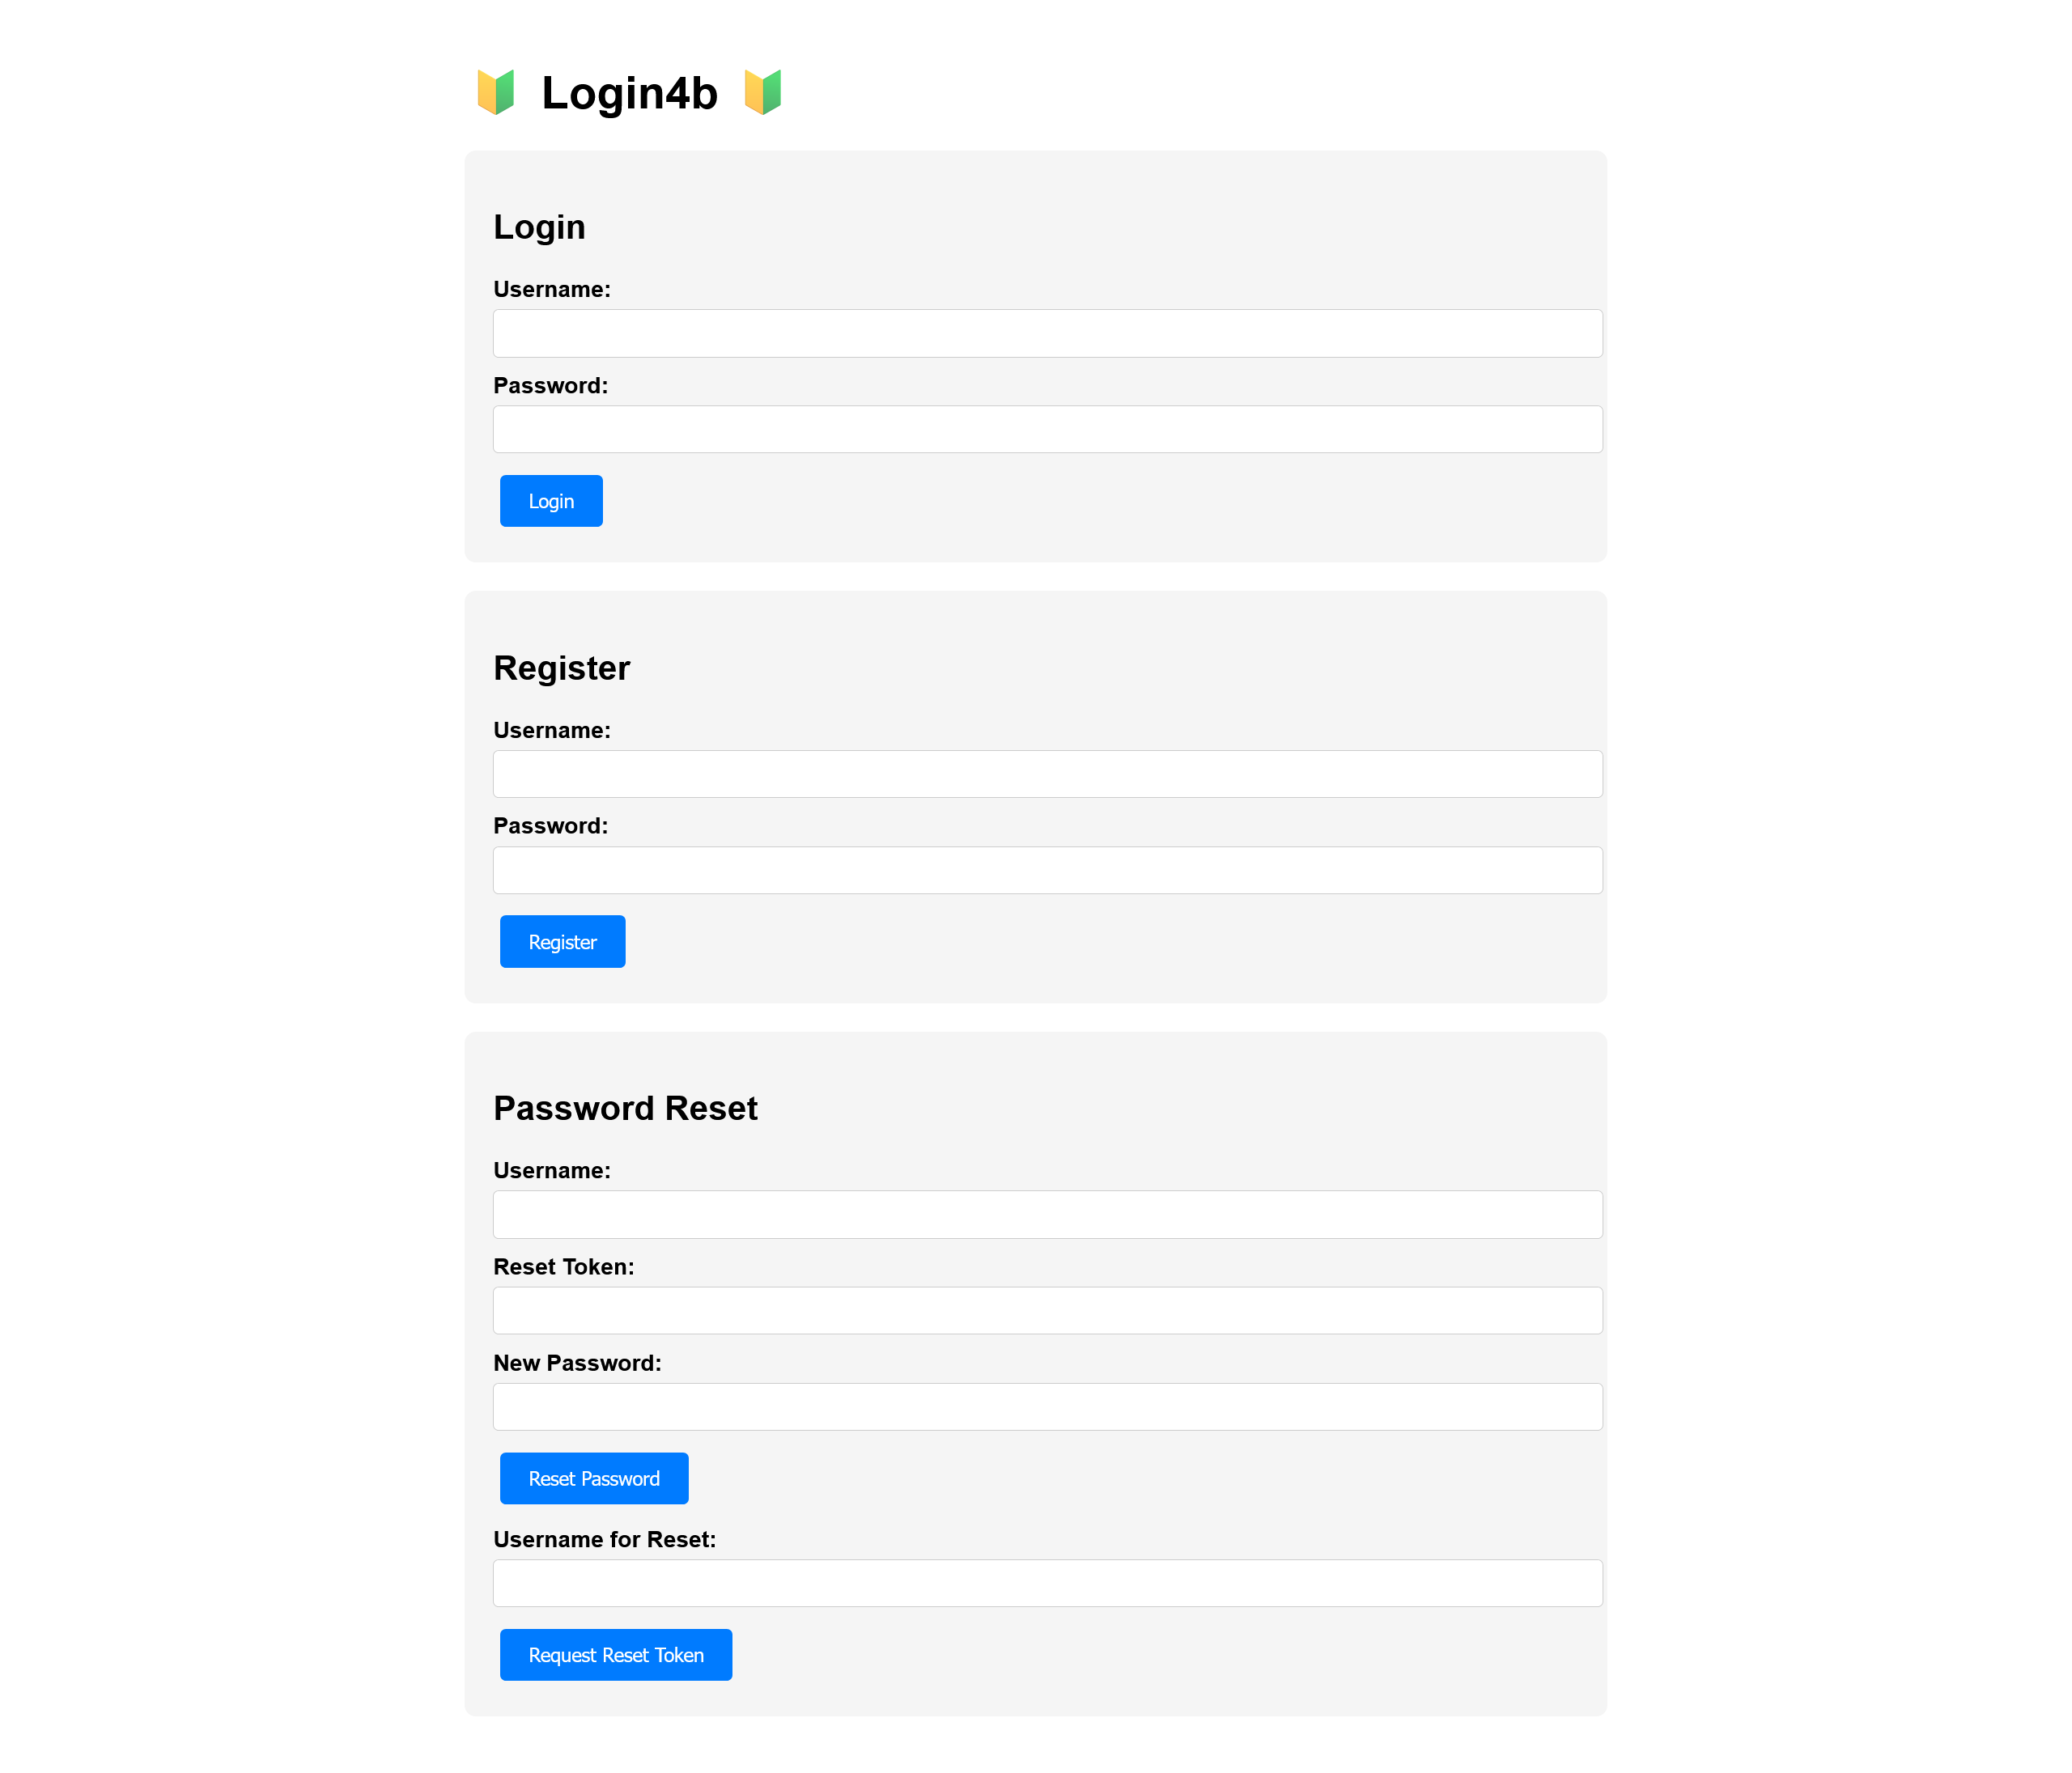 🔰 Login4b 🔰
Login
Username:
Password:
Login
Register
Username:
Password:
Register
Password Reset
Username:
Reset Token:
New Password:
Reset Password
Username for Reset:
Request Reset Token